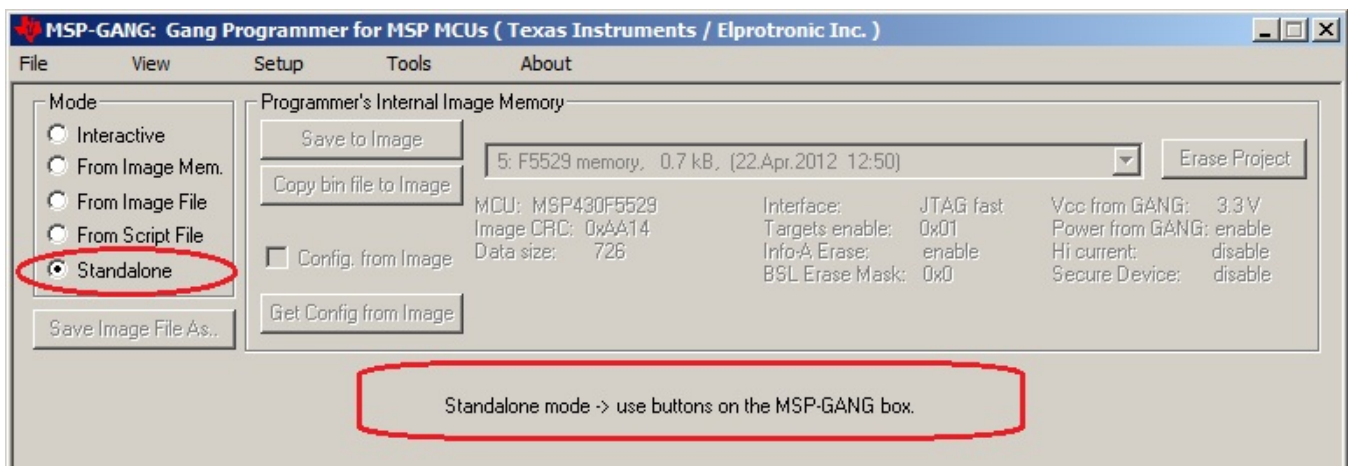 MSP-GANG: Gang Programmer for MSP MCUs ( Texas Instruments / Elprotronic Inc. )
File View Setup Tools About
Mode
Interactive
From Image Mem.
From Image File
From Script File
Standalone
Save Image File As..
Programmer's Internal Image Memory
Save to Image
Copy bin file to Image
Config. from Image
Get Config from Image
5: F5529 memory, 0.7 kB, (22.Apr.2012 12:50)
Erase Project
MCU: MSP430F5529
Image CRC: 0xAA14
Data size: 726
Interface: JTAG fast
Targets enable: 0x01
Info-A Erase: enable
BSL Erase Mask: 0x0
Vcc from GANG: 3.3 V
Power from GANG: enable
Hi current: disable
Secure Device: disable
Standalone mode -> use buttons on the MSP-GANG box.